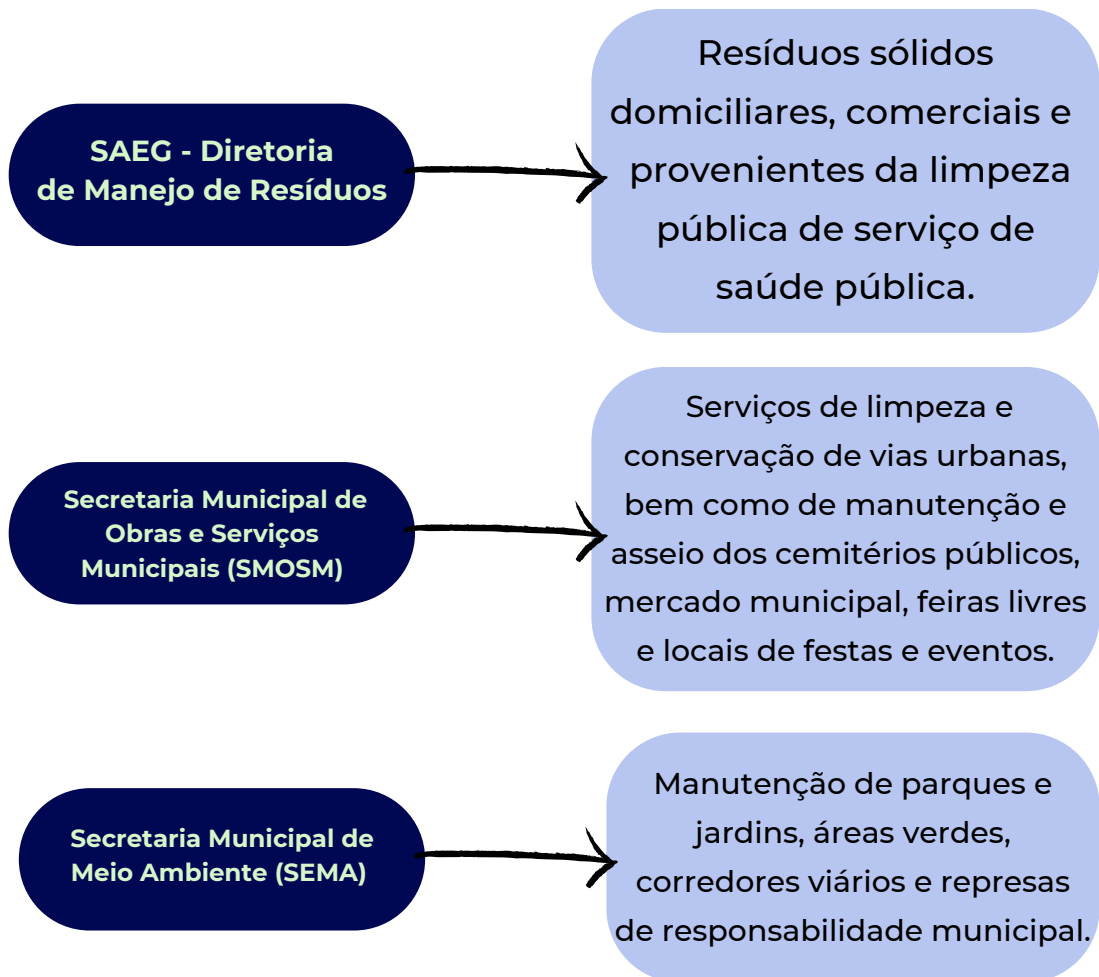 SAEG - Diretoria
de Manejo de Resíduos
Resíduos sólidos
domiciliares, comerciais e
provenientes da limpeza
pública de serviço de
saúde pública.
Secretaria Municipal de
Obras e Serviços
Municipais (SMOSM)
Serviços de limpeza e
conservação de vias urbanas,
bem como de manutenção e
asseio dos cemitérios públicos,
mercado municipal, feiras livres
e locais de festas e eventos.
Secretaria Municipal de
Meio Ambiente (SEMA)
Manutenção de parques e
jardins, áreas verdes,
corredores viários e represas
de responsabilidade municipal.